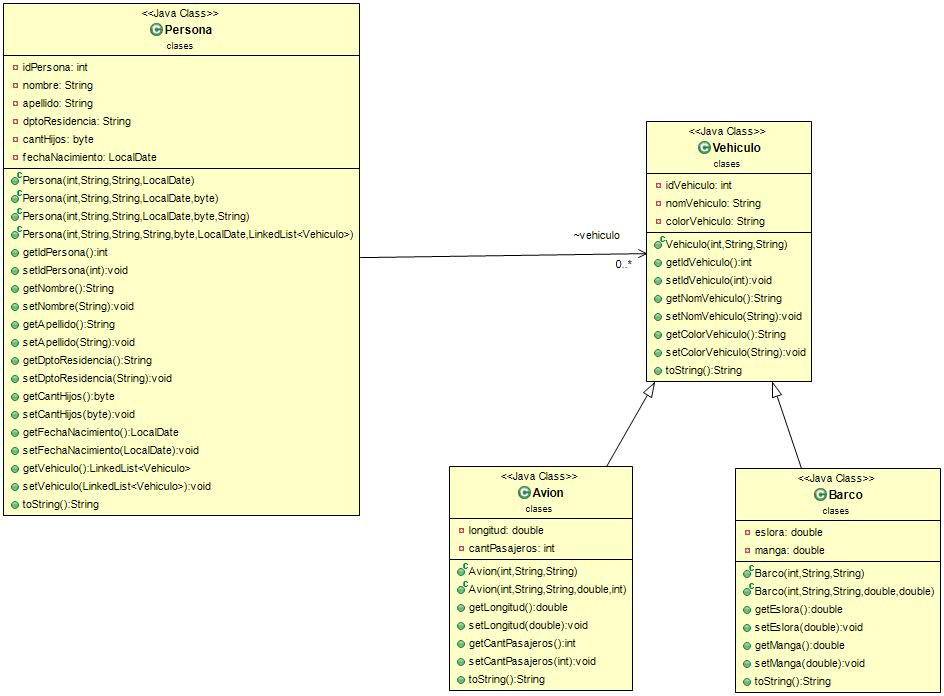 <<Java Class>>
Persona
clases
idPersona: int
nombre: String
apellido: String
dptoResidencia: String
cantHijos: byte
fechaNacimiento: LocalDate
Persona(int,String,String,LocalDate)
Persona(int,String,String,LocalDate,byte)
Persona(int,String,String,LocalDate,byte,String)
Persona(int,String,String,String,byte,LocalDate,LinkedList<Vehiculo>)
getIdPersona():int
setIdPersona(int):void
getNombre():String
setNombre(String):void
getApellido():String
setApellido(String):void
getDptoResidencia():String
setDptoResidencia(String):void
getCantHijos():byte
setCantHijos(byte):void
getFechaNacimiento():LocalDate
setFechaNacimiento(LocalDate):void
getVehiculo():LinkedList<Vehiculo>
setVehiculo(LinkedList<Vehiculo>):void
toString():String
~vehiculo
0..*
<<Java Class>>
Vehiculo
clases
idVehiculo: int
nomVehiculo: String
colorVehiculo: String
Vehiculo(int,String,String)
getIdVehiculo():int
setIdVehiculo(int):void
getNomVehiculo():String
setNomVehiculo(String):void
getColorVehiculo():String
setColorVehiculo(String):void
toString():String
<<Java Class>>
Avion
clases
longitud: double
cantPasajeros: int
Avion(int,String,String)
Avion(int,String,String,double,int)
getLongitud():double
setLongitud(double):void
getCantPasajeros():int
setCantPasajeros(int):void
toString():String
<<Java Class>>
Barco
clases
eslora: double
manga: double
Barco(int,String,String)
Barco(int,String,String,double,double)
getEslora():double
setEslora(double):void
getManga():double
setManga(double):void
toString():String